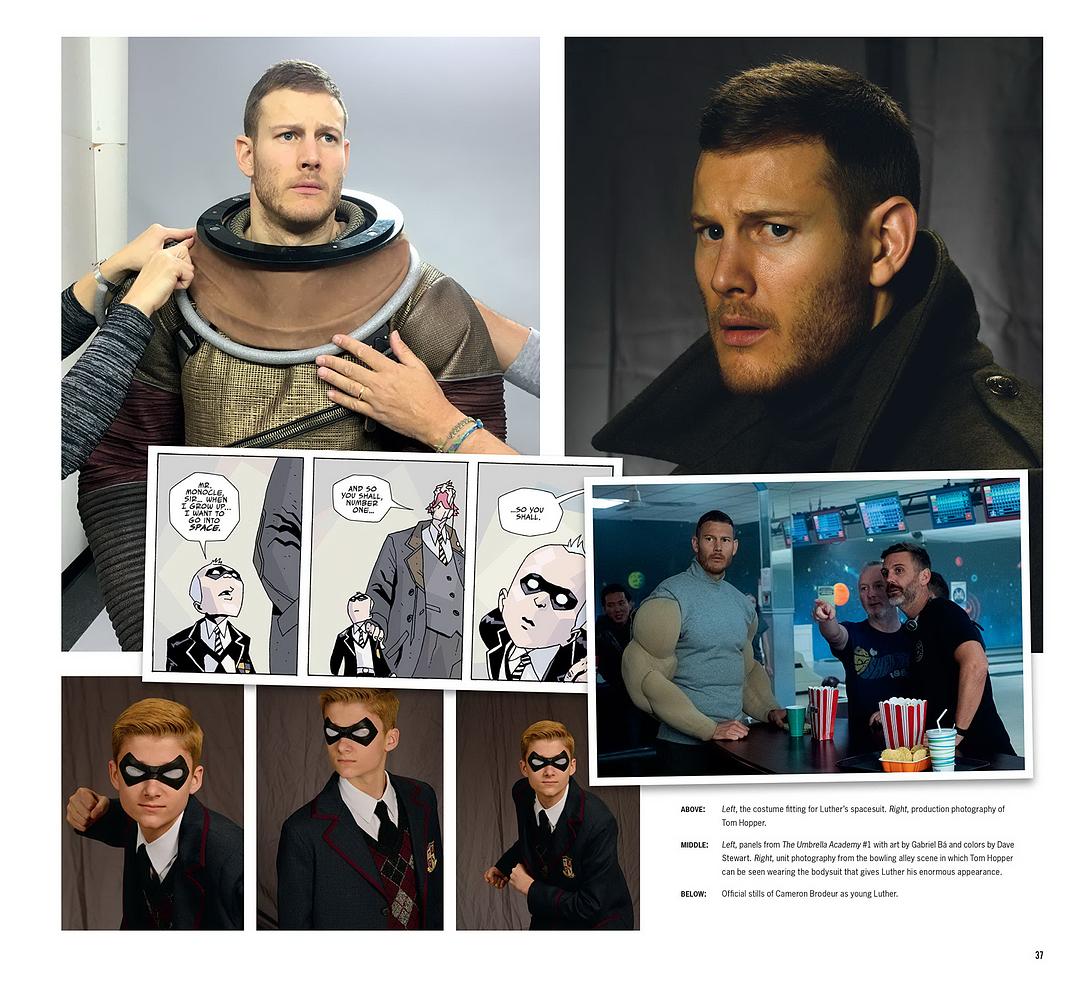 MR.
MONOCLE,
SIR... WHEN
I GROW UP...
I WANT TO
GO INTO
SPACE.
AND SO
YOU SHALL,
NUMBER
ONE...
...SO YOU
SHALL.
ABOVE: Left, the costume fitting for Luther's spacesuit. Right, production photography of
Tom Hopper.
MIDDLE: Left, panels from The Umbrella Academy #1 with art by Gabriel Bá and colors by Dave
Stewart. Right, unit photography from the bowling alley scene in which Tom Hopper
can be seen wearing the bodysuit that gives Luther his enormous appearance.
BELOW: Official stills of Cameron Brodeur as young Luther.
37